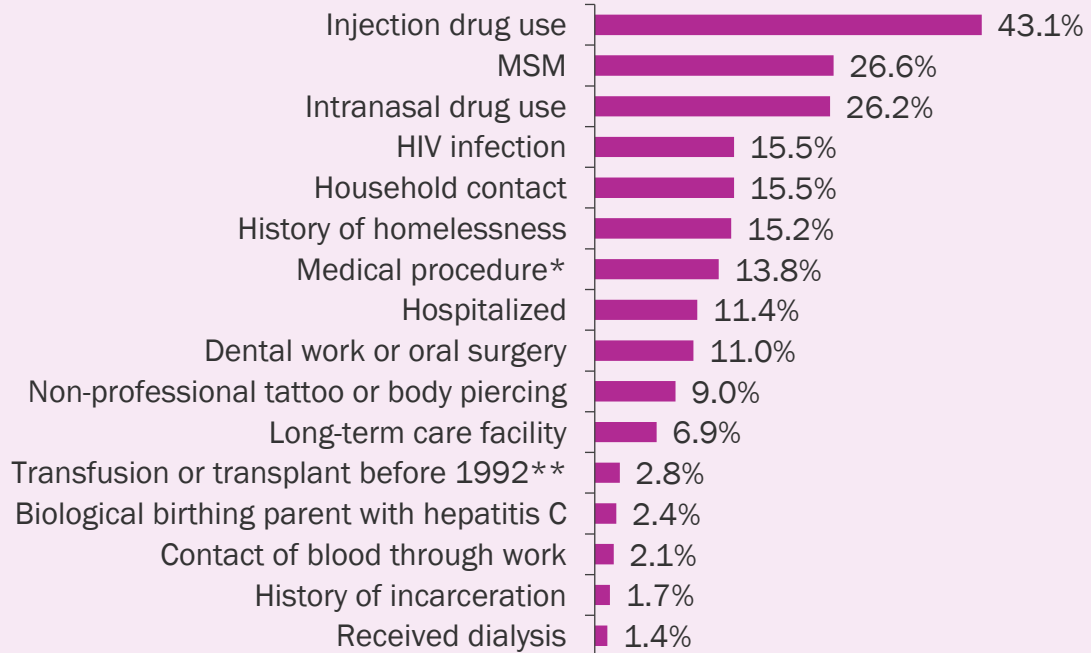 Injection drug use 43.1%
MSM 26.6%
Intranasal drug use 26.2%
HIV infection 15.5%
Household contact 15.5%
History of homelessness 15.2%
Medical procedure* 13.8%
Hospitalized 11.4%
Dental work or oral surgery 11.0%
Non-professional tattoo or body piercing 9.0%
Long-term care facility 6.9%
Transfusion or transplant before 1992** 2.8%
Biological birthing parent with hepatitis C 2.4%
Contact of blood through work 2.1%
History of incarceration 1.7%
Received dialysis 1.4%